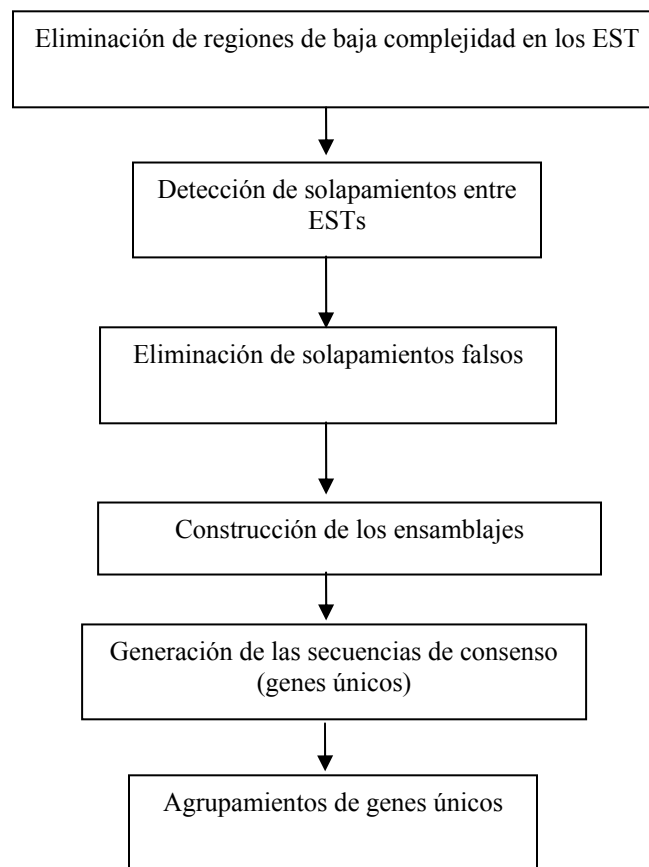 Eliminación de regiones de baja complejidad en los EST
Detección de solapamientos entre
ESTs
Eliminación de solapamientos falsos
Construcción de los ensamblajes
Generación de las secuencias de consenso
(genes únicos)
Agrupamientos de genes únicos